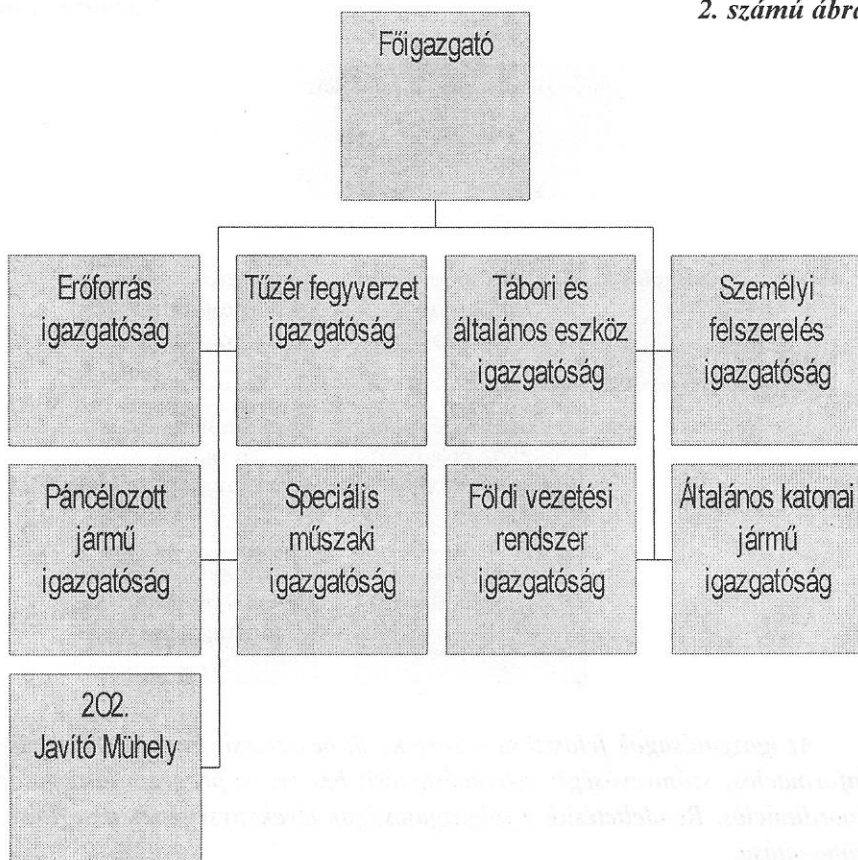 2. számú ábra
Főigazgató
Erőforrás
igazgatóság
Tűzér fegyverzet
igazgatóság
Tábori és
általános eszköz
igazgatóság
Személyi
felszerelés
igazgatóság
Páncélozott
jármű
igazgatóság
Speciális
műszaki
igazgatóság
Földi vezetési
rendszer
igazgatóság
Általános katonai
jármű
igazgatóság
202.
Javító Műhely